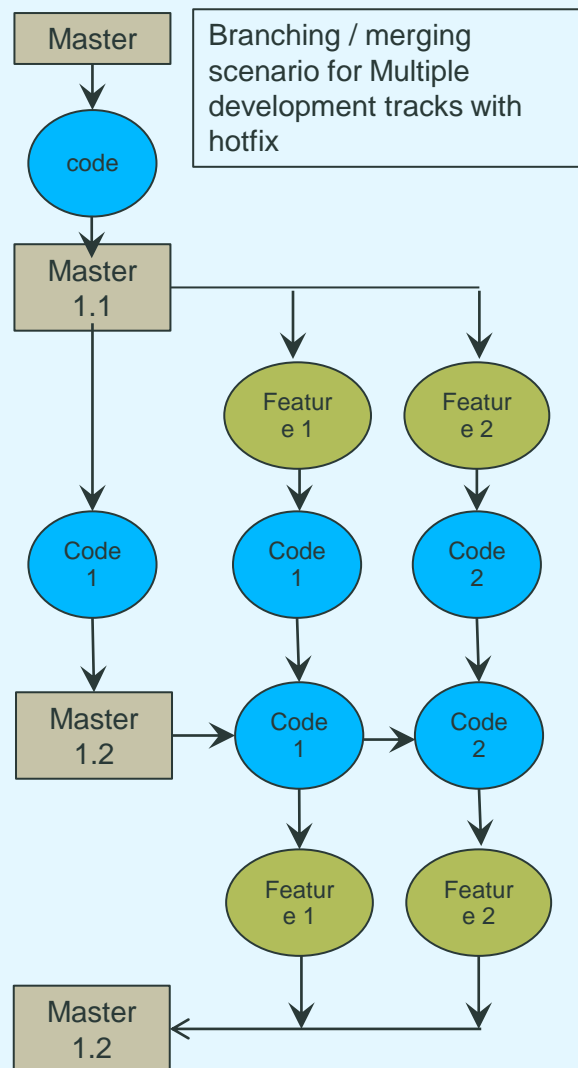 Master
Branching / merging
scenario for Multiple
development tracks with
hotfix
code
Master
1.1
Featur
e 1
Featur
e 2
Code
1
Code
1
Code
2
Master
1.2
Code
1
Code
2
Featur
e 1
Featur
e 2
Master
1.2